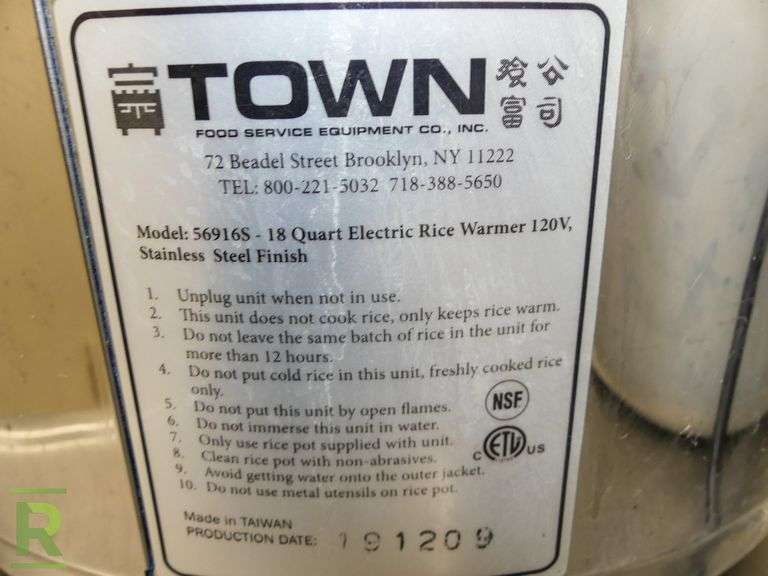 TOWN
公司
FOOD SERVICE EQUIPMENT CO., INC.
72 Beadel Street Brooklyn, NY 11222
TEL: 800-221-5032 718-388-5650
Model: 56916S - 18 Quart Electric Rice Warmer 120V,
Stainless Steel Finish
1. Unplug unit when not in use.
2. This unit does not cook rice, only keeps rice warm.
3. Do not leave the same batch of rice in the unit for
more than 12 hours.
4. Do not put cold rice in this unit, freshly cooked rice
only.
5. Do not put this unit by open flames.
6. Do not immerse this unit in water.
7. Only use rice pot supplied with unit.
8. Clean rice pot with non-abrasives.
9. Avoid getting water onto the outer jacket.
10. Do not use metal utensils on rice pot.
NSF
C ETL US
Made in TAIWAN
PRODUCTION DATE: 191209
R